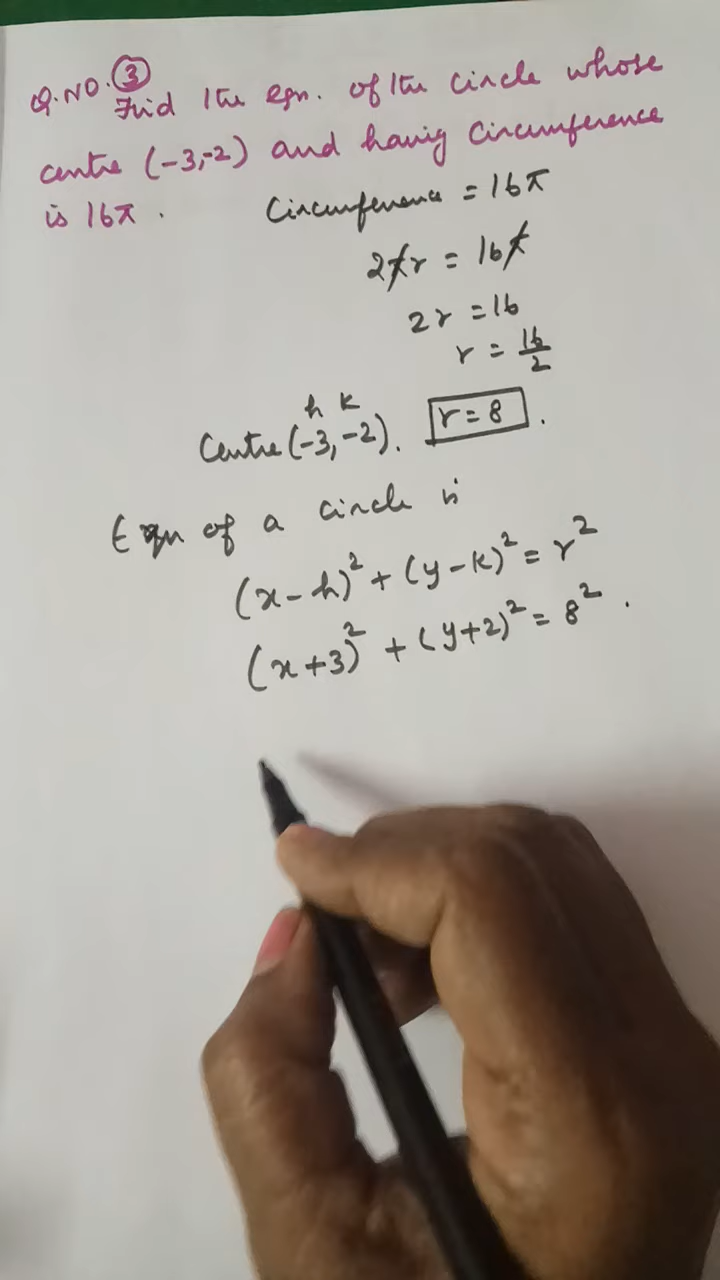 Q.NO. 3
Find the eqn. of the circle whose
centre (-3,-2) and having circumference
is 16π.
Circumference = 16π
2πr = 16π
2r = 16
r = 16/2
h k
Centre (-3, -2). r = 8.
Eqn of a circle is
(x-h)² + (y-k)² = r²
(x+3)² + (y+2)² = 8².